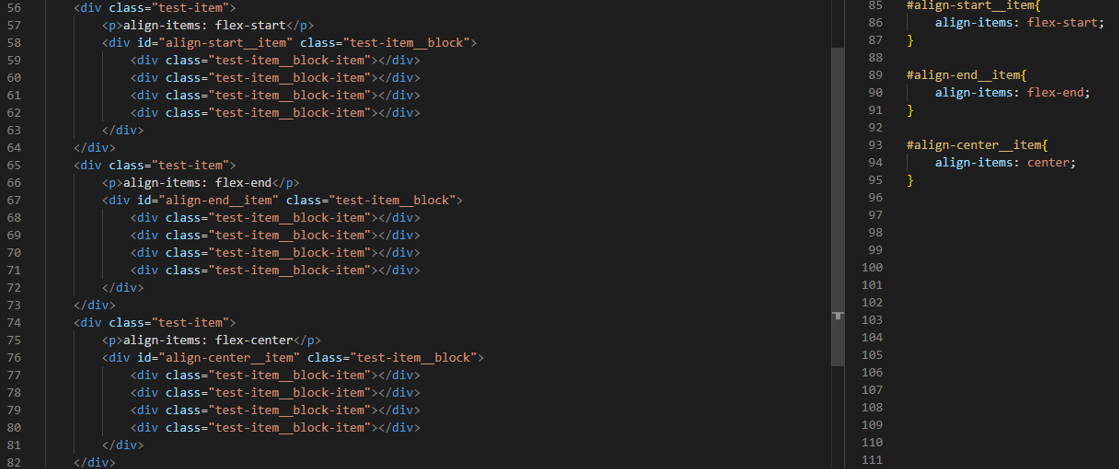 56 <div class="test-item">
57 <p>align-items: flex-start</p>
58 <div id="align-start__item" class="test-item__block">
59 <div class="test-item__block-item"></div>
60 <div class="test-item__block-item"></div>
61 <div class="test-item__block-item"></div>
62 <div class="test-item__block-item"></div>
63 </div>
64 </div>
65 <div class="test-item">
66 <p>align-items: flex-end</p>
67 <div id="align-end__item" class="test-item__block">
68 <div class="test-item__block-item"></div>
69 <div class="test-item__block-item"></div>
70 <div class="test-item__block-item"></div>
71 <div class="test-item__block-item"></div>
72 </div>
73 </div>
74 <div class="test-item">
75 <p>align-items: flex-center</p>
76 <div id="align-center__item" class="test-item__block">
77 <div class="test-item__block-item"></div>
78 <div class="test-item__block-item"></div>
79 <div class="test-item__block-item"></div>
80 <div class="test-item__block-item"></div>
81 </div>
82 </div>
85 #align-start__item{
86 align-items: flex-start;
87 }
88
89 #align-end__item{
90 align-items: flex-end;
91 }
92
93 #align-center__item{
94 align-items: center;
95 }
96
97
98
99
100
101
102
103
104
105
106
107
108
109
110
111